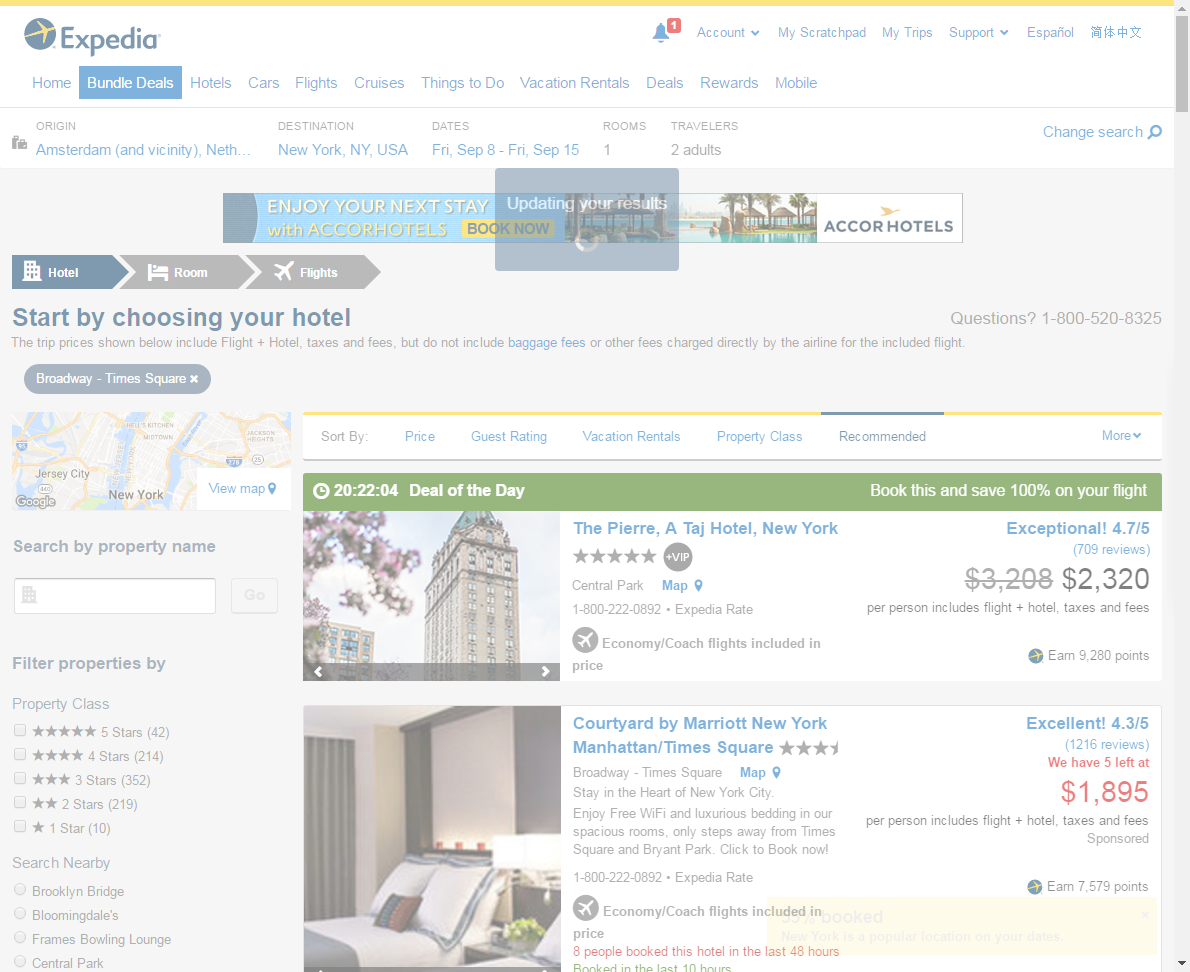 Expedia
1
Account
My Scratchpad
My Trips
Support
Español
简体中文
Home
Bundle Deals
Hotels
Cars
Flights
Cruises
Things to Do
Vacation Rentals
Deals
Rewards
Mobile
ORIGIN
DESTINATION
DATES
ROOMS
TRAVELERS
Amsterdam (and vicinity), Neth...
New York, NY, USA
Fri, Sep 8 - Fri, Sep 15
1
2 adults
Change search
ENJOY YOUR NEXT STAY
with ACCORHOTELS BOOK NOW
ACCORHOTELS
Updating your results
Hotel
Room
Flights
Start by choosing your hotel
Questions? 1-800-520-8325
The trip prices shown below include Flight + Hotel, taxes and fees, but do not include baggage fees or other fees charged directly by the airline for the included flight.
Broadway - Times Square ×
HELL'S KITCHEN
MIDTOWN
JACKSON
HEIGHTS
Jersey City
New York
Google
View map
Sort By:
Price
Guest Rating
Vacation Rentals
Property Class
Recommended
More
Search by property name
Go
Filter properties by
Property Class
★★★★★ 5 Stars (42)
★★★★ 4 Stars (214)
★★★ 3 Stars (352)
★★ 2 Stars (219)
★ 1 Star (10)
Search Nearby
Brooklyn Bridge
Bloomingdale's
Frames Bowling Lounge
Central Park
20:22:04 Deal of the Day
Book this and save 100% on your flight
The Pierre, A Taj Hotel, New York
★★★★★ +VIP
Central Park Map
1-800-222-0892 • Expedia Rate
Economy/Coach flights included in
price
Exceptional! 4.7/5
(709 reviews)
$3,208 $2,320
per person includes flight + hotel, taxes and fees
Earn 9,280 points
Courtyard by Marriott New York
Manhattan/Times Square
Broadway - Times Square Map
Stay in the Heart of New York City.
Enjoy Free WiFi and luxurious bedding in our
spacious rooms, only steps away from Times
Square and Bryant Park. Click to Book now!
1-800-222-0892 • Expedia Rate
Economy/Coach flights included in
price
8 people booked this hotel in the last 48 hours
Booked in the last 10 hours
Excellent! 4.3/5
(1216 reviews)
We have 5 left at
$1,895
per person includes flight + hotel, taxes and fees
Sponsored
Earn 7,579 points
booked
New York is a popular location on your dates.